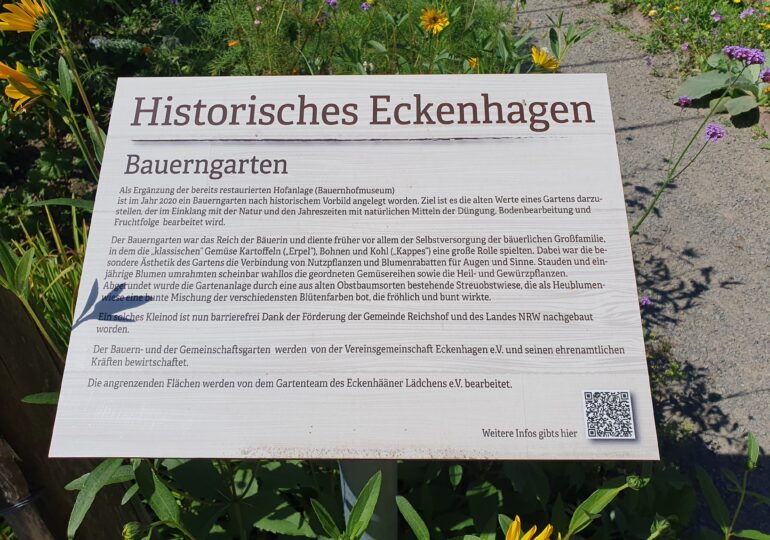 Historisches Eckenhagen
Bauerngarten
Als Ergänzung der bereits restaurierten Hofanlage (Bauernhofmuseum)
ist im Jahr 2020 ein Bauerngarten nach historischem Vorbild angelegt worden. Ziel ist es die alten Werte eines Gartens darzu-
stellen, der im Einklang mit der Natur und den Jahreszeiten mit natürlichen Mitteln der Düngung, Bodenbearbeitung und
Fruchtfolge bearbeitet wird.
Der Bauerngarten war das Reich der Bäuerin und diente früher vor allem der Selbstversorgung der bäuerlichen Großfamilie,
in dem die „klassischen" Gemüse Kartoffeln („Erpel"), Bohnen und Kohl („Kappes") eine große Rolle spielten. Dabei war die be-
sondere Ästhetik des Gartens die Verbindung von Nutzpflanzen und Blumenrabatten für Augen und Sinne. Stauden und ein-
jährige Blumen umrahmten scheinbar wahllos die geordneten Gemüsereihen sowie die Heil- und Gewürzpflanzen.
Abgerundet wurde die Gartenanlage durch eine aus alten Obstbaumsorten bestehende Streuobstwiese, die als Heublumen-
wiese eine bunte Mischung der verschiedensten Blütenfarben bot, die fröhlich und bunt wirkte.
Ein solches Kleinod ist nun barrierefrei Dank der Förderung der Gemeinde Reichshof und des Landes NRW nachgebaut
worden.
Der Bauern- und der Gemeinschaftsgarten werden von der Vereinsgemeinschaft Eckenhagen e.V. und seinen ehrenamtlichen
Kräften bewirtschaftet.
Die angrenzenden Flächen werden von dem Gartenteam des Eckenhääner Lädchens e.V. bearbeitet.
Weitere Infos gibts hier